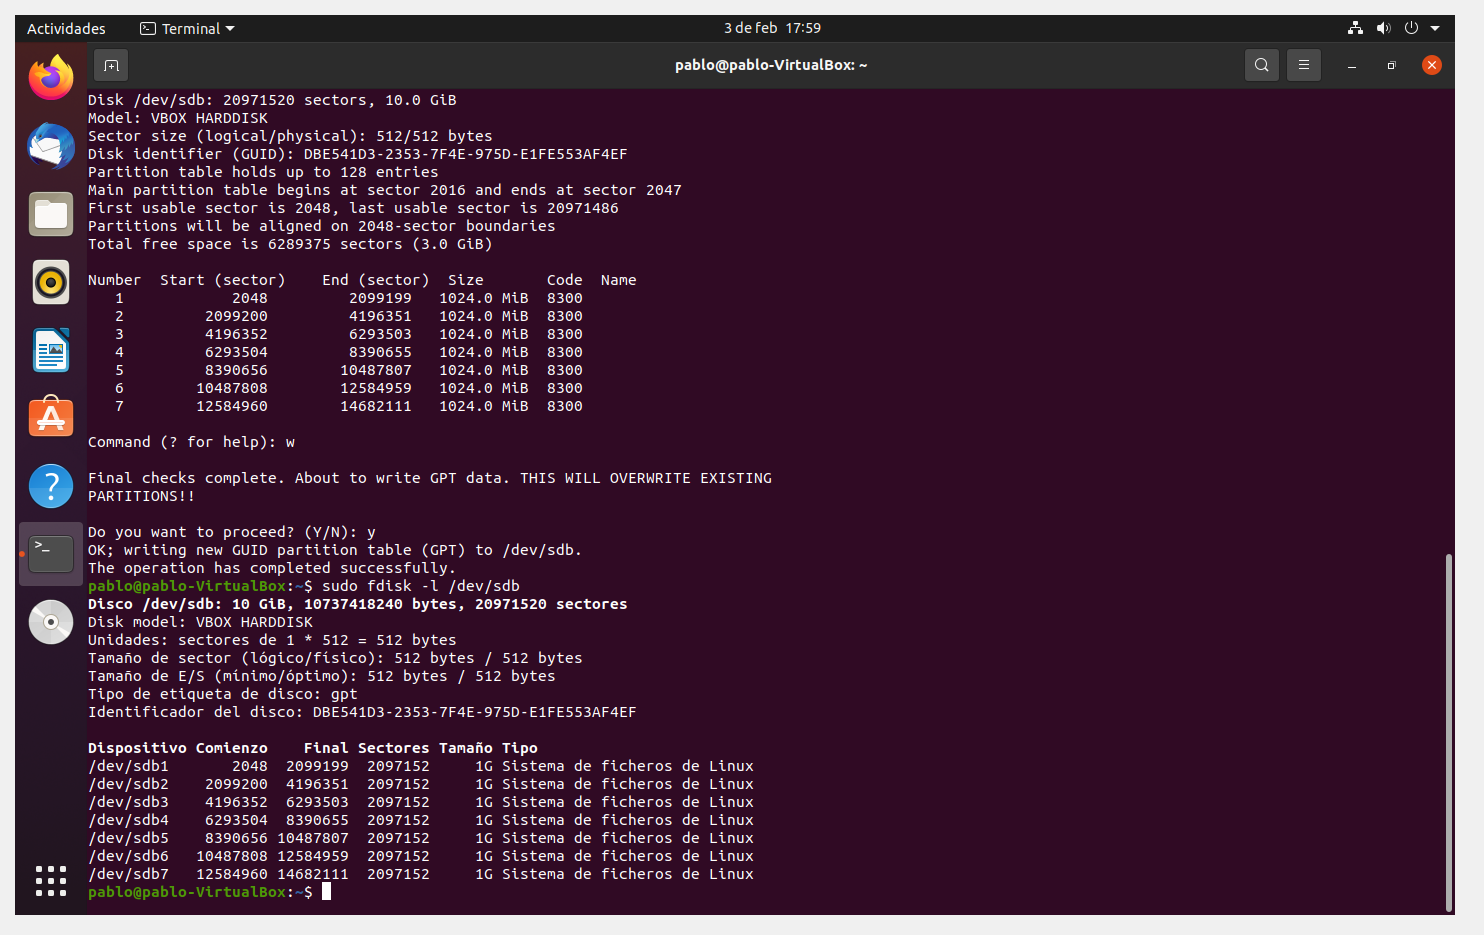 Actividades
Terminal
3 de feb 17:59
pablo@pablo-VirtualBox: ~
Disk /dev/sdb: 20971520 sectors, 10.0 GiB
Model: VBOX HARDDISK
Sector size (logical/physical): 512/512 bytes
Disk identifier (GUID): DBE541D3-2353-7F4E-975D-E1FE553AF4EF
Partition table holds up to 128 entries
Main partition table begins at sector 2016 and ends at sector 2047
First usable sector is 2048, last usable sector is 20971486
Partitions will be aligned on 2048-sector boundaries
Total free space is 6289375 sectors (3.0 GiB)
Number Start (sector) End (sector) Size Code Name
1 2048 2099199 1024.0 MiB 8300
2 2099200 4196351 1024.0 MiB 8300
3 4196352 6293503 1024.0 MiB 8300
4 6293504 8390655 1024.0 MiB 8300
5 8390656 10487807 1024.0 MiB 8300
6 10487808 12584959 1024.0 MiB 8300
7 12584960 14682111 1024.0 MiB 8300
Command (? for help): w
Final checks complete. About to write GPT data. THIS WILL OVERWRITE EXISTING
PARTITIONS!!
Do you want to proceed? (Y/N): y
OK; writing new GUID partition table (GPT) to /dev/sdb.
The operation has completed successfully.
pablo@pablo-VirtualBox:~$ sudo fdisk -l /dev/sdb
Disco /dev/sdb: 10 GiB, 10737418240 bytes, 20971520 sectores
Disk model: VBOX HARDDISK
Unidades: sectores de 1 * 512 = 512 bytes
Tamaño de sector (lógico/físico): 512 bytes / 512 bytes
Tamaño de E/S (mínimo/óptimo): 512 bytes / 512 bytes
Tipo de etiqueta de disco: gpt
Identificador del disco: DBE541D3-2353-7F4E-975D-E1FE553AF4EF
Dispositivo Comienzo Final Sectores Tamaño Tipo
/dev/sdb1 2048 2099199 2097152 1G Sistema de ficheros de Linux
/dev/sdb2 2099200 4196351 2097152 1G Sistema de ficheros de Linux
/dev/sdb3 4196352 6293503 2097152 1G Sistema de ficheros de Linux
/dev/sdb4 6293504 8390655 2097152 1G Sistema de ficheros de Linux
/dev/sdb5 8390656 10487807 2097152 1G Sistema de ficheros de Linux
/dev/sdb6 10487808 12584959 2097152 1G Sistema de ficheros de Linux
/dev/sdb7 12584960 14682111 2097152 1G Sistema de ficheros de Linux
pablo@pablo-VirtualBox:~$